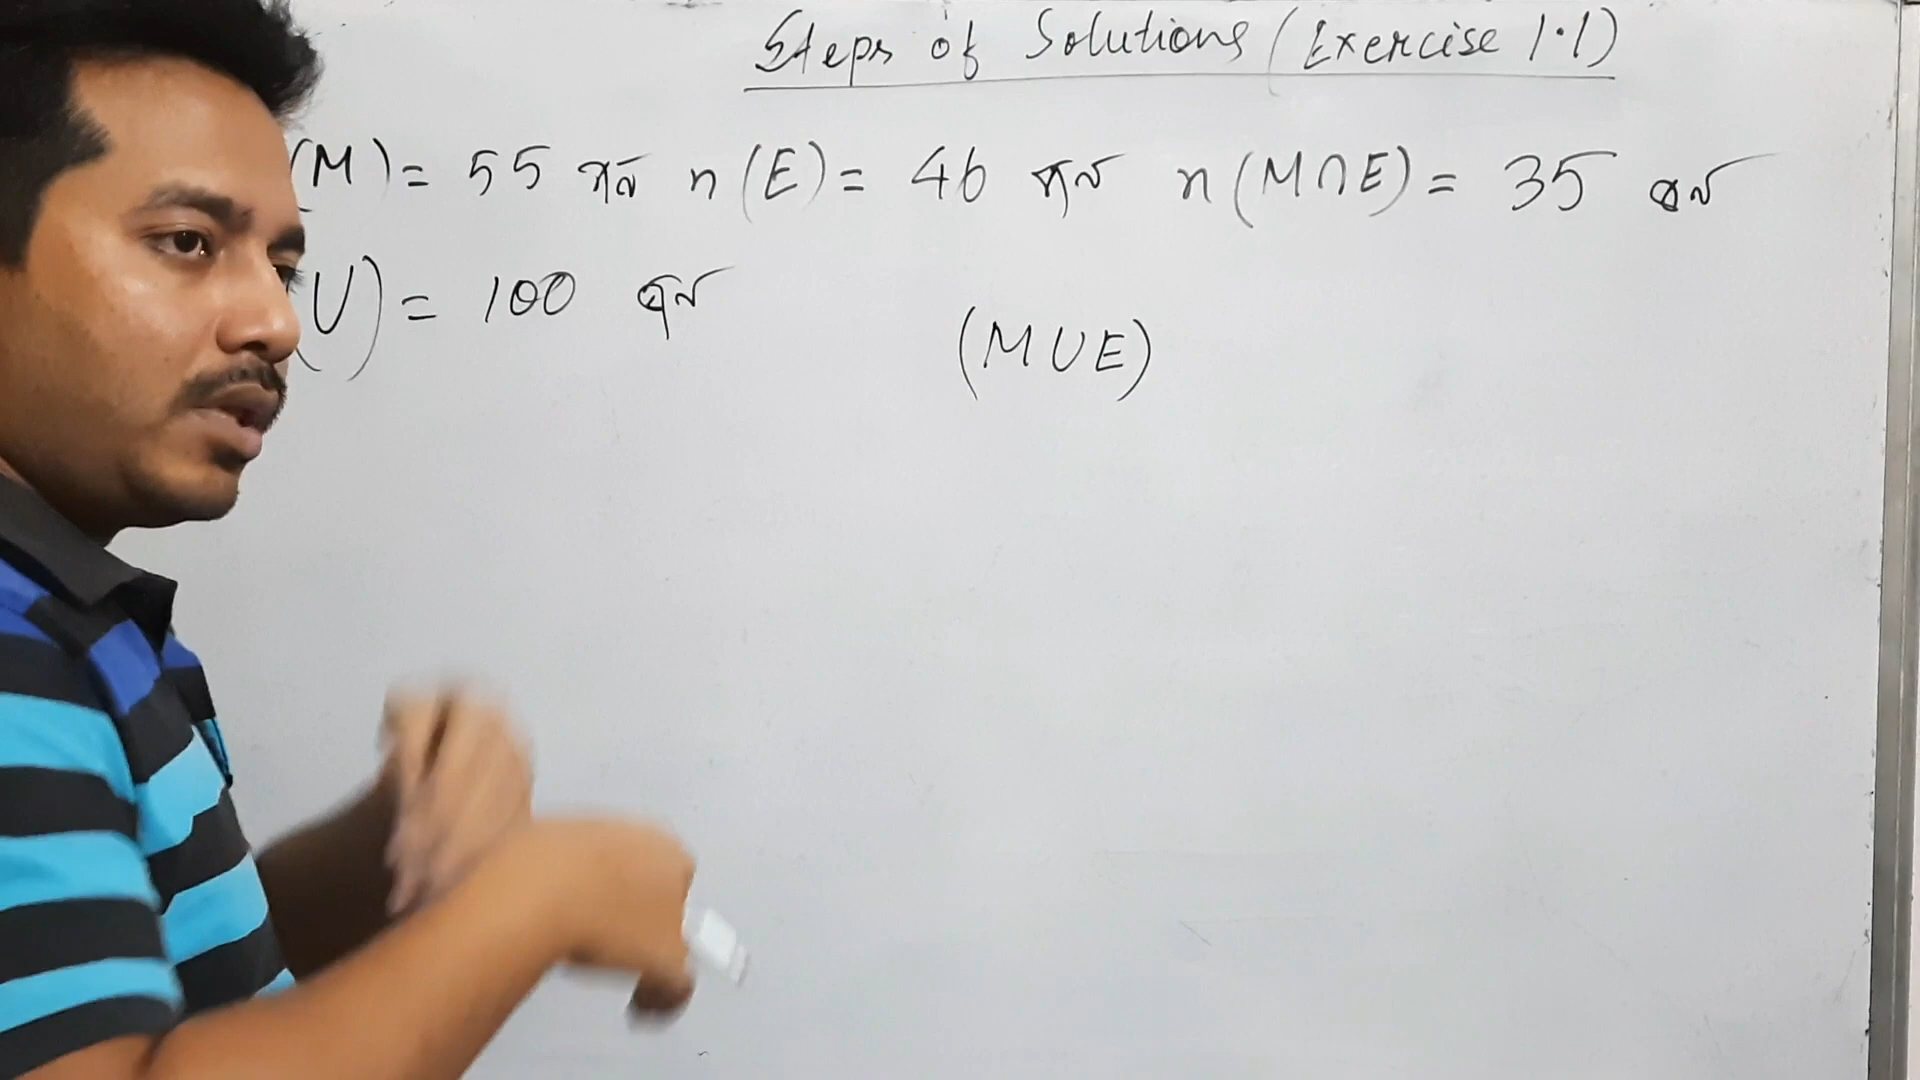 Steps of Solutions (Exercise 1.1)
(M) = 55 জন n(E) = 46 জন n(M∩E) = 35 জন
(U) = 100 জন
(M∪E)